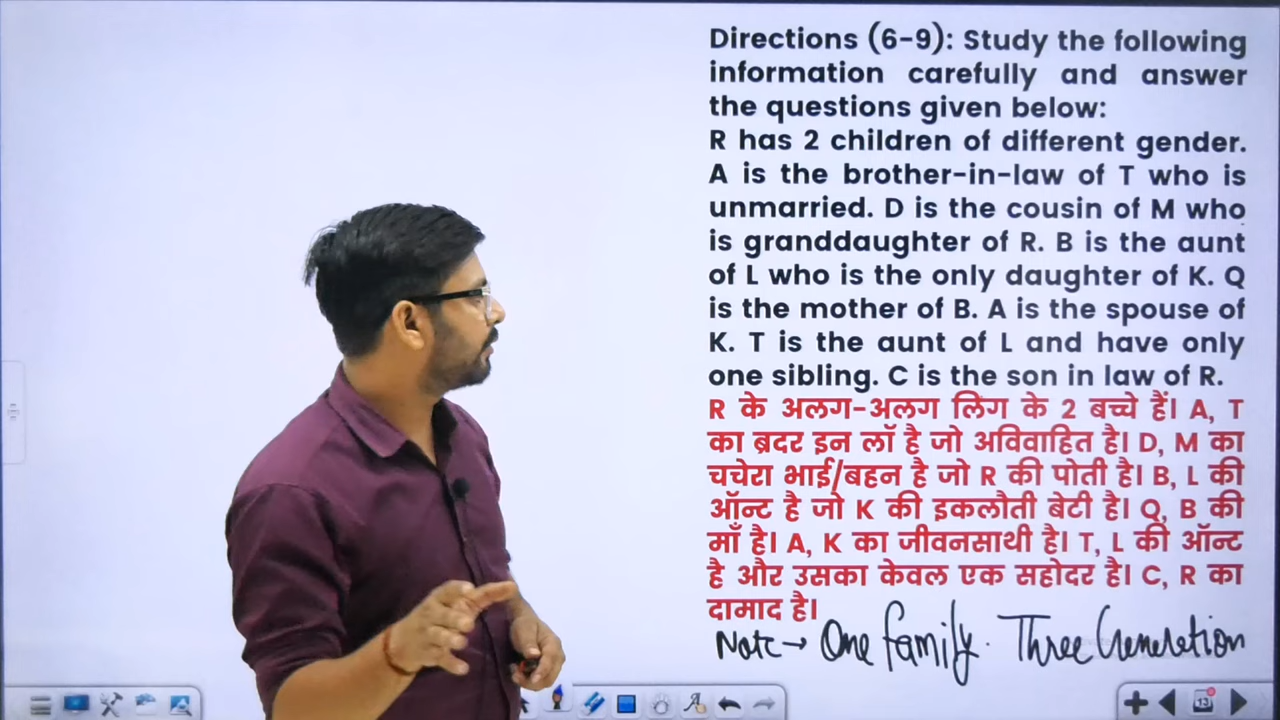 Directions (6-9): Study the following
information carefully and answer
the questions given below:
R has 2 children of different gender.
A is the brother-in-law of T who is
unmarried. D is the cousin of M who
is granddaughter of R. B is the aunt
of L who is the only daughter of K. Q
is the mother of B. A is the spouse of
K. T is the aunt of L and have only
one sibling. C is the son in law of R.
R के अलग-अलग लिंग के 2 बच्चे हैं। A, T
का ब्रदर इन लॉ है जो अविवाहित है। D, M का
चचेरा भाई/बहन है जो R की पोती है। B, L की
ऑन्ट है जो K की इकलौती बेटी है। Q, B की
माँ है। A, K का जीवनसाथी है। T, L की ऑन्ट
है और उसका केवल एक सहोदर है। C, R का
दामाद है।
Note → One family. Three Generation
13